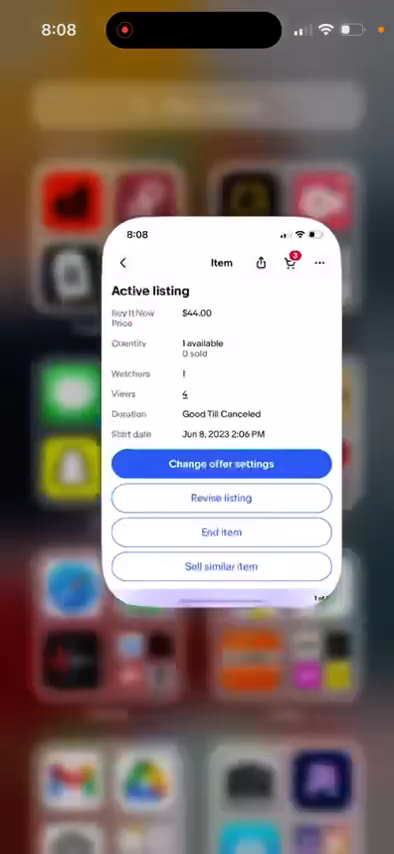 8:08
8:08
Item
3
Active listing
Buy It Now Price $44.00
Quantity 1 available
0 sold
Watchers 1
Views 4
Duration Good Till Canceled
Start date Jun 8, 2023 2:06 PM
Change offer settings
Revise listing
End item
Sell similar item